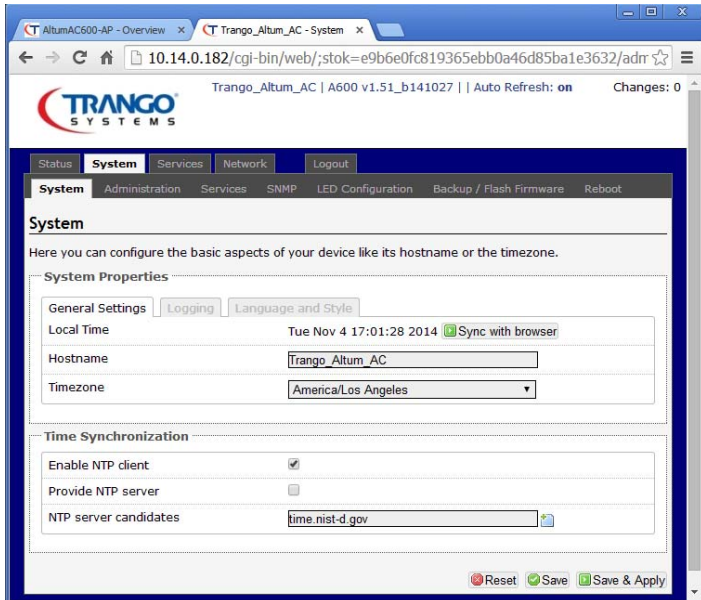 AltumAC600-AP - Overview
Trango_Altum_AC - System
10.14.0.182/cgi-bin/web/;stok=e9b6e0fc819365ebb0a46d85ba1e3632/adm
Trango_Altum_AC | A600 v1.51_b141027 | | Auto Refresh: on Changes: 0
TRANGO
SYSTEMS
Status System Services Network Logout
System Administration Services SNMP LED Configuration Backup / Flash Firmware Reboot
System
Here you can configure the basic aspects of your device like its hostname or the timezone.
System Properties
General Settings Logging Language and Style
Local Time Tue Nov 4 17:01:28 2014 Sync with browser
Hostname Trango_Altum_AC
Timezone America/Los Angeles
Time Synchronization
Enable NTP client
Provide NTP server
NTP server candidates time.nist-d.gov
Reset Save Save & Apply